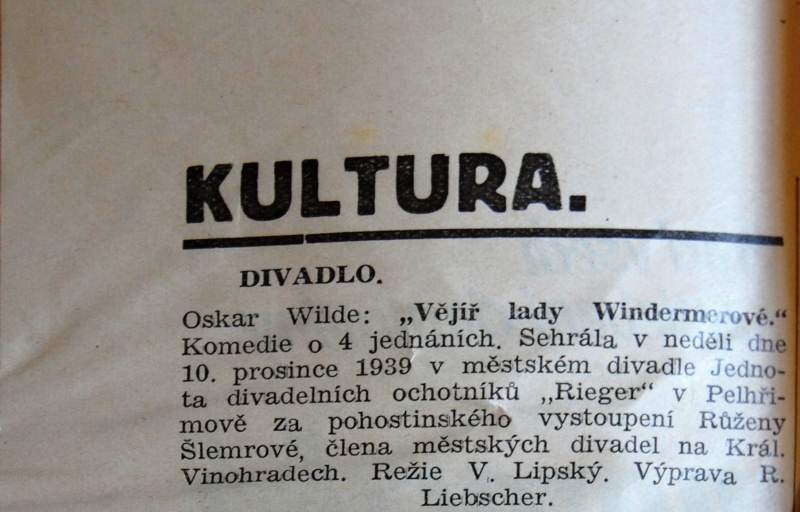 KULTURA.
DIVADLO.
Oskar Wilde: „Vějíř lady Windermerové.“
Komedie o 4 jednáních. Sehrála v neděli dne
10. prosince 1939 v městském divadle Jedno-
ta divadelních ochotníků „Rieger“ v Pelhři-
mově za pohostinského vystoupení Růženy
Šlemrové, člena městských divadel na Král.
Vinohradech. Režie V. Lipský. Výprava R.
Liebscher.